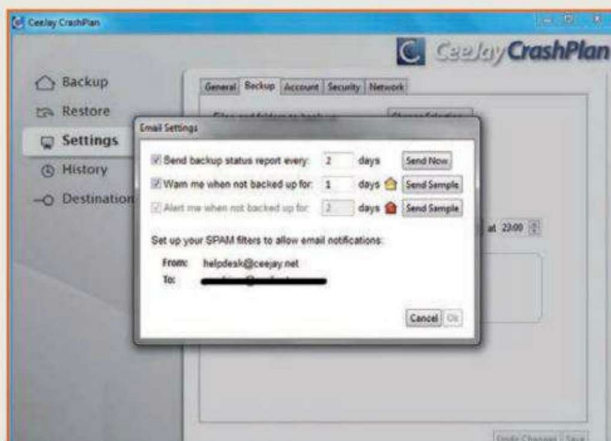 CeeJay CrashPlan
CeeJay CrashPlan
Backup
Restore
Settings
History
Destination
General Backup Account Security Network
Email Settings
Send backup status report every: 2 days Send Now
Warn me when not backed up for: 1 days Send Sample
Alert me when not backed up for: 2 days Send Sample
at 23:00
Set up your SPAM filters to allow email notifications:
From: helpdesk@ceejay.net
To:
Cancel Ok
Undo Changes Save